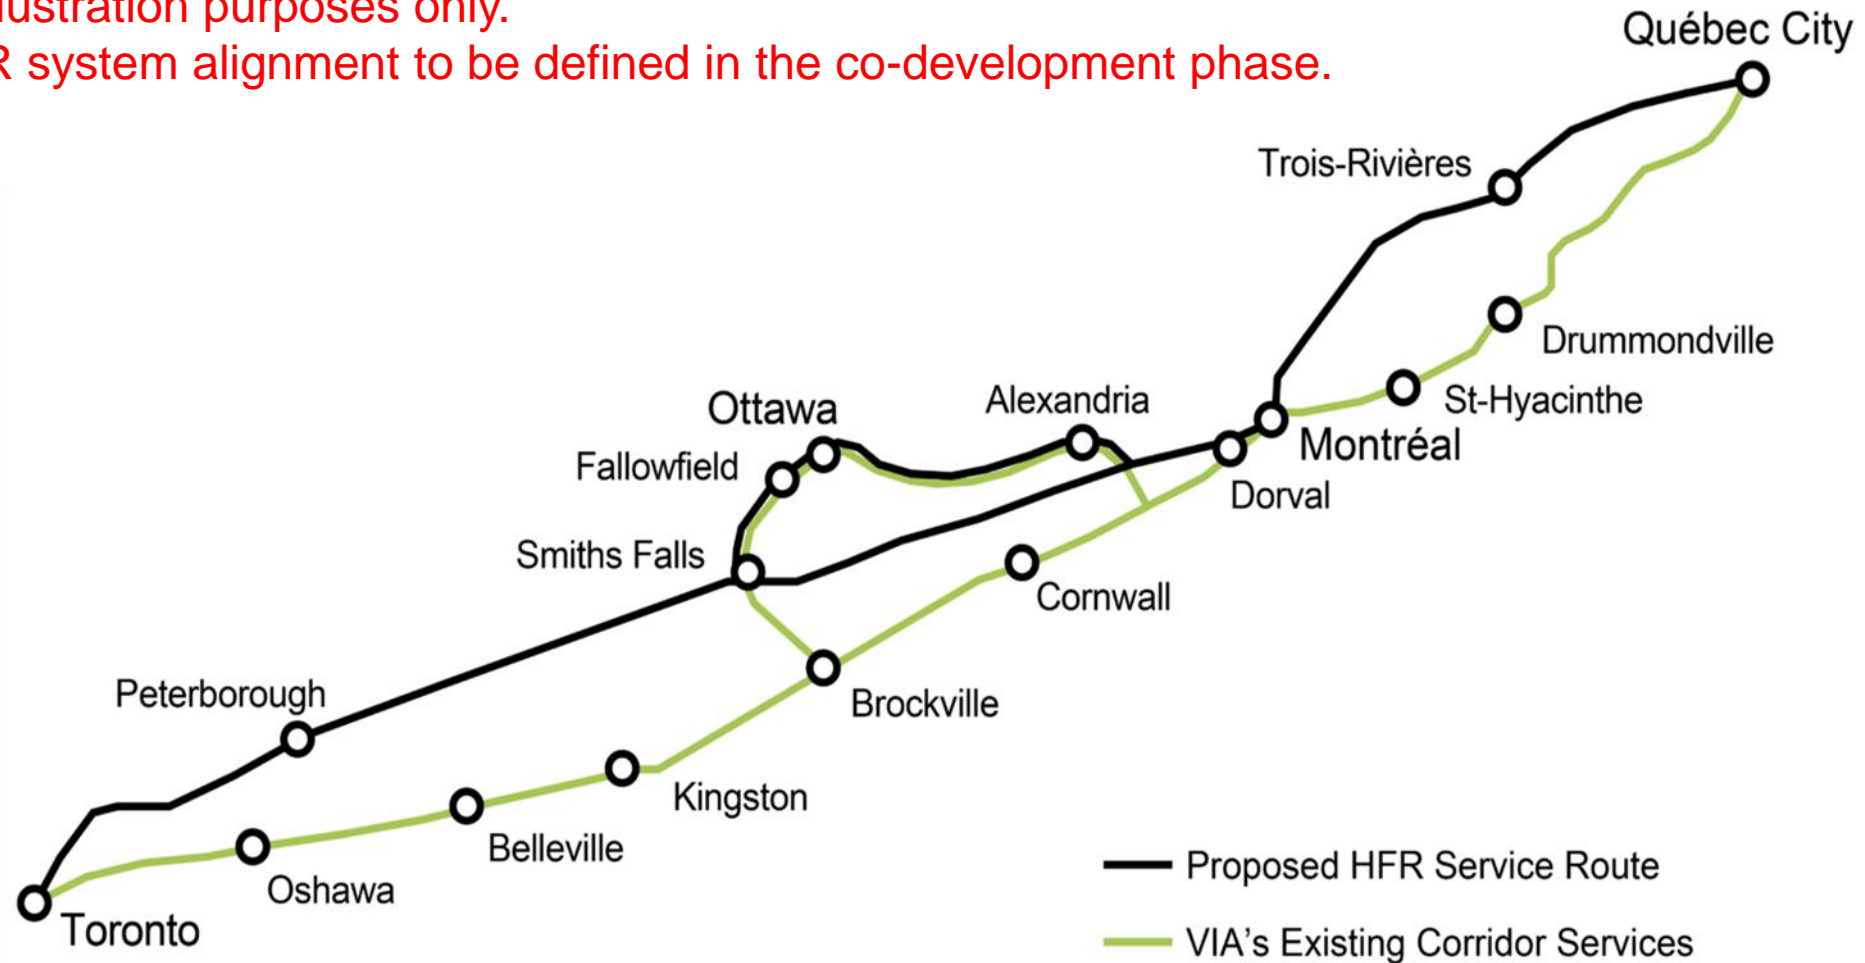 purposes only.
system alignment to be defined in the co-development phase.
Québec City
Trois-Rivières
Drummondville
St-Hyacinthe
Montréal
Dorval
Alexandria
Ottawa
Fallowfield
Smiths Falls
Cornwall
Brockville
Peterborough
Kingston
Belleville
Oshawa
Toronto
Proposed HFR Service Route
VIA's Existing Corridor Services